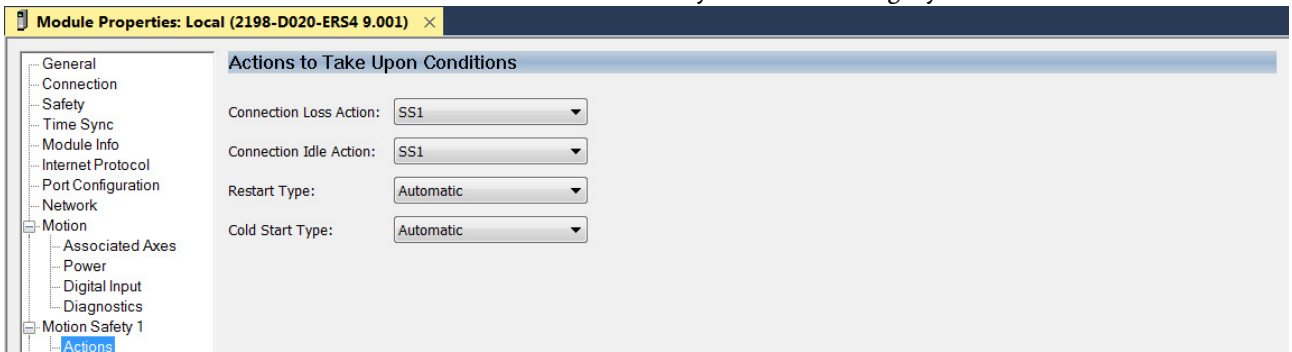 Module Properties: Local (2198-D020-ERS4 9.001) ×
General
Connection
Safety
Time Sync
Module Info
Internet Protocol
Port Configuration
Network
Motion
Associated Axes
Power
Digital Input
Diagnostics
Motion Safety 1
Actions
Actions to Take Upon Conditions
Connection Loss Action: SS1
Connection Idle Action: SS1
Restart Type: Automatic
Cold Start Type: Automatic